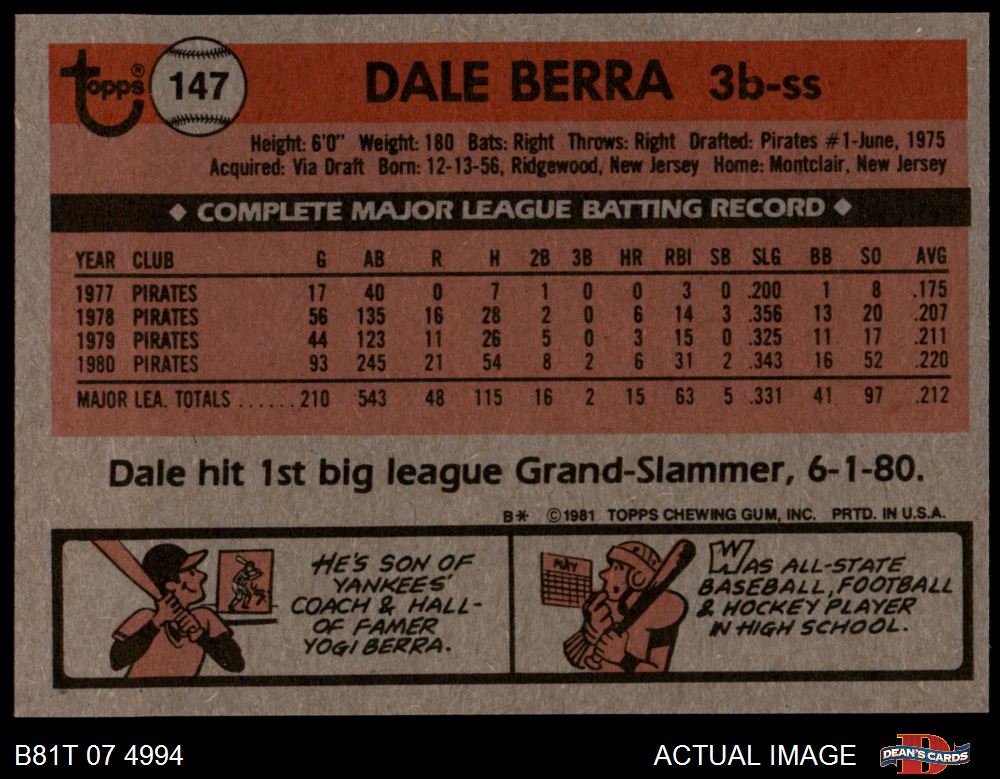 topps®
147
DALE BERRA 3b-ss
Height: 6'0" Weight: 180 Bats: Right Throws: Right Drafted: Pirates #1-June, 1975
Acquired: Via Draft Born: 12-13-56, Ridgewood, New Jersey Home: Montclair, New Jersey
◆ COMPLETE MAJOR LEAGUE BATTING RECORD ◆
YEAR CLUB G AB R H 2B 3B HR RBI SB SLG BB SO AVG
1977 PIRATES 17 40 0 7 1 0 0 3 0 .200 1 8 .175
1978 PIRATES 56 135 16 28 2 0 6 14 3 .356 13 20 .207
1979 PIRATES 44 123 11 26 5 0 3 15 0 .325 11 17 .211
1980 PIRATES 93 245 21 54 8 2 6 31 2 .343 16 52 .220
MAJOR LEA. TOTALS ......210 543 48 115 16 2 15 63 5 .331 41 97 .212
Dale hit 1st big league Grand-Slammer, 6-1-80.
B* ©1981 TOPPS CHEWING GUM, INC. PRTD. IN U.S.A.
HE'S SON OF
YANKEES'
COACH & HALL-
OF FAMER
YOGI BERRA.
PLAY
WAS ALL-STATE
BASEBALL, FOOTBALL
& HOCKEY PLAYER
IN HIGH SCHOOL.
B81T 07 4994
ACTUAL IMAGE
DEAN'S CARDS